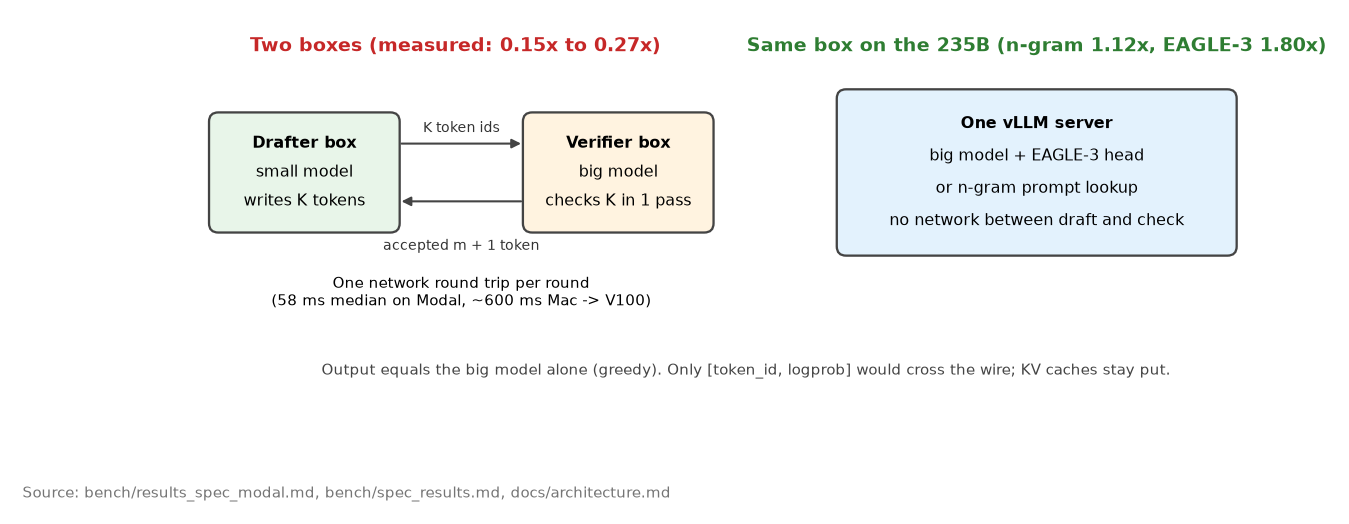 Two boxes (measured: 0.15x to 0.27x)
Drafter box
small model
writes K tokens
K token ids
Verifier box
big model
checks K in 1 pass
accepted m + 1 token
One network round trip per round
(58 ms median on Modal, ~600 ms Mac -> V100)
Same box on the 235B (n-gram 1.12x, EAGLE-3 1.80x)
One vLLM server
big model + EAGLE-3 head
or n-gram prompt lookup
no network between draft and check
Output equals the big model alone (greedy). Only [token_id, logprob] would cross the wire; KV caches stay put.
Source: bench/results_spec_modal.md, bench/spec_results.md, docs/architecture.md